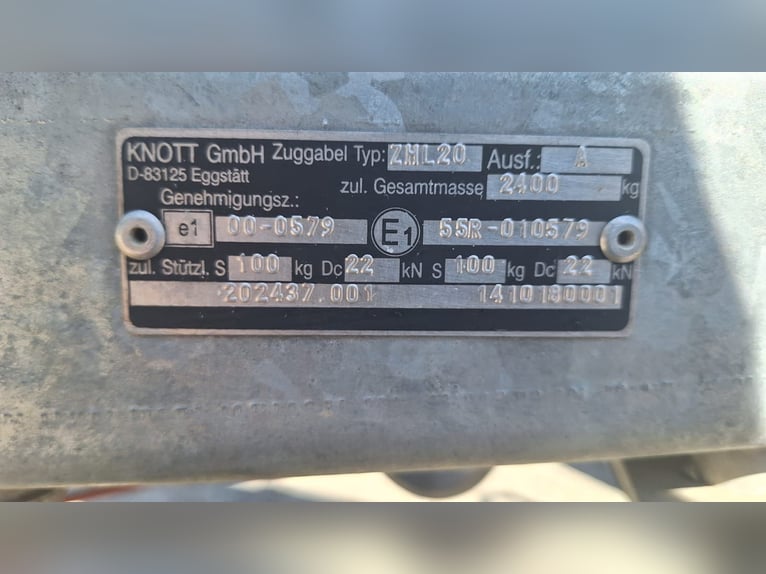 KNOTT GmbH Zuggabel Typ: ZHL20 Ausf.: A
D-83125 Eggstätt
zul. Gesamtmasse 2400 kg
Genehmigungsz.:
e1 00-0579 E1 55R-010579
zul. Stützl. S 100 kg Dc 22 kN S 100 kg Dc 22 kN
202437.001 1410180001